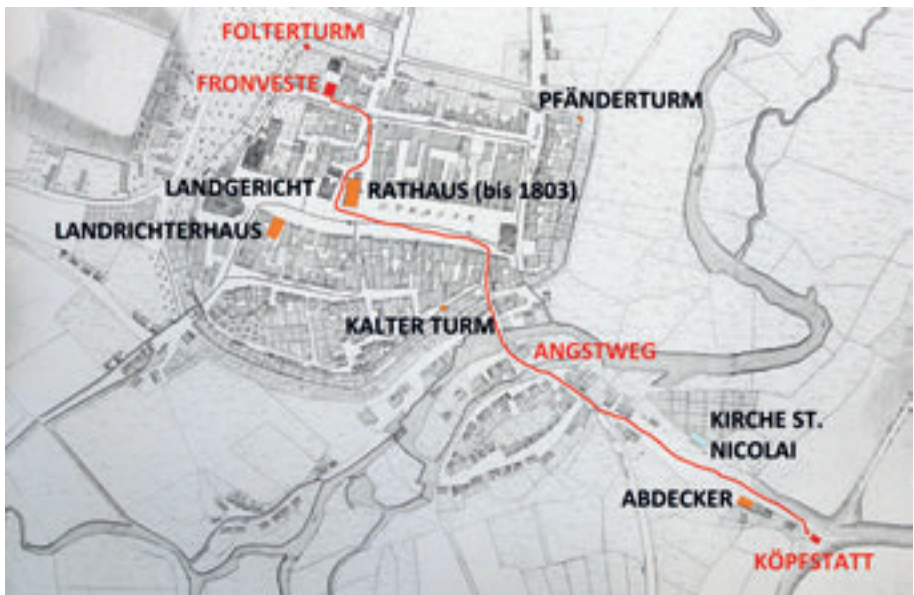 FOLTERTURM
FRONVESTE
PFÄNDERTURM
LANDGERICHT
RATHAUS (bis 1803)
LANDRICHTERHAUS
KALTER TURM
ANGSTWEG
KIRCHE ST.
NICOLAI
ABDECKER
KÖPFSTATT